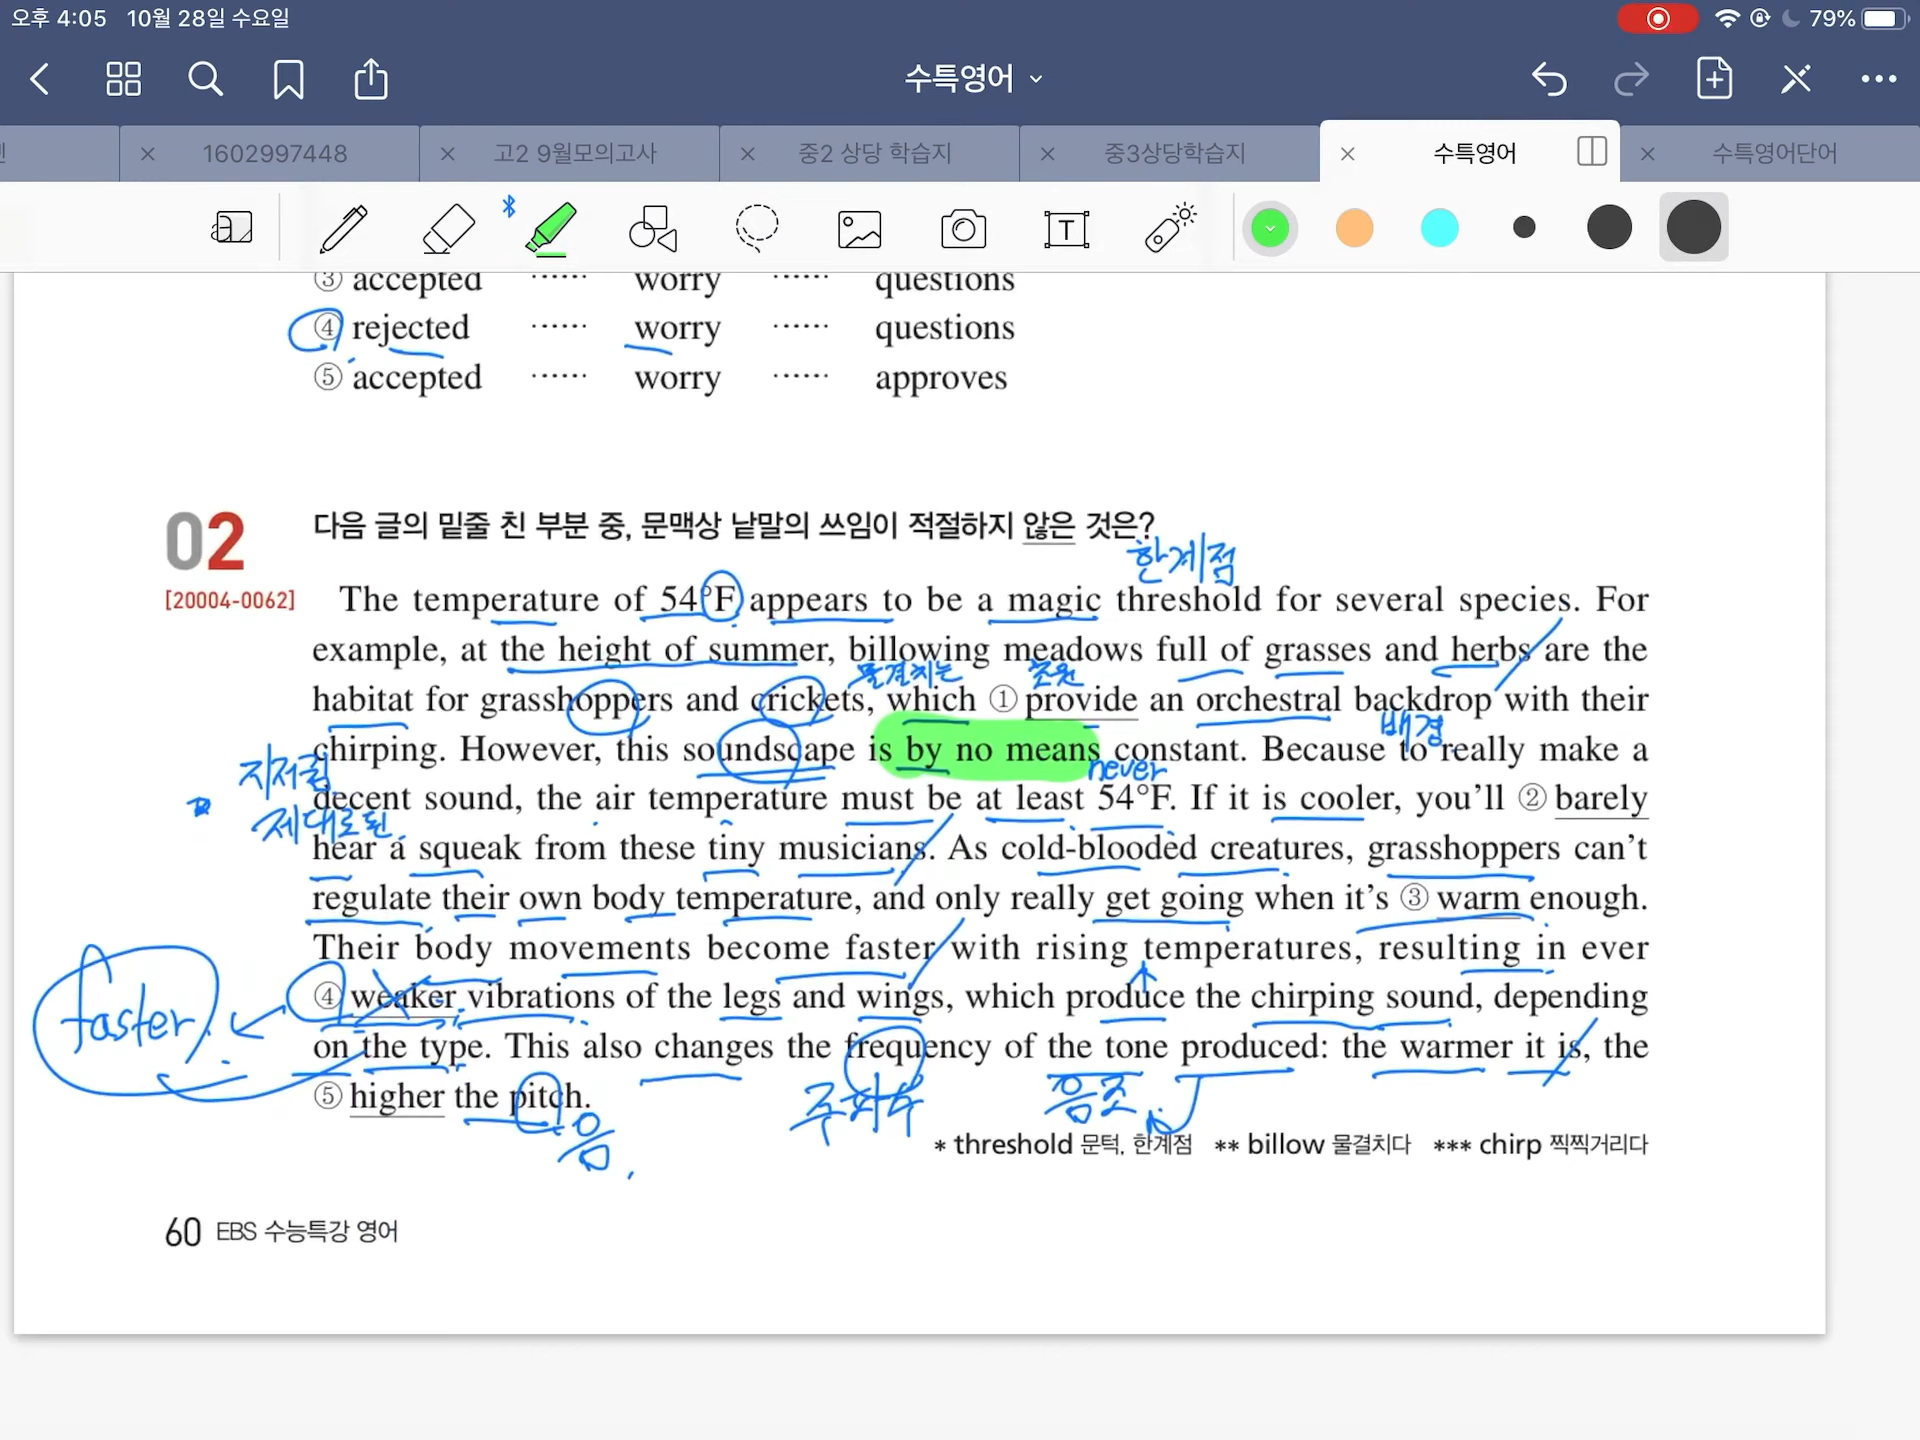 오후 4:05 10월 28일 수요일 79%
수특영어
1602997448 고2 9월모의고사 중2 상당 학습지 중3상당학습지 수특영어 수특영어단어
③ accepted ······ worry ······ questions
④ rejected ······ worry ······ questions
⑤ accepted ······ worry ······ approves
02 다음 글의 밑줄 친 부분 중, 문맥상 낱말의 쓰임이 적절하지 않은 것은?
한계점
[20004-0062] The temperature of 54°F appears to be a magic threshold for several species. For
example, at the height of summer, billowing meadows full of grasses and herbs are the
물결치는 초원
habitat for grasshoppers and crickets, which ① provide an orchestral backdrop with their
배경
chirping. However, this soundscape is by no means constant. Because to really make a
never
decent sound, the air temperature must be at least 54°F. If it is cooler, you'll ② barely
제대로된
hear a squeak from these tiny musicians. As cold-blooded creatures, grasshoppers can't
regulate their own body temperature, and only really get going when it's ③ warm enough.
Their body movements become faster with rising temperatures, resulting in ever
faster
④ weaker vibrations of the legs and wings, which produce the chirping sound, depending
on the type. This also changes the frequency of the tone produced: the warmer it is, the
주파수 음조
⑤ higher the pitch.
음
* threshold 문턱, 한계점 ** billow 물결치다 *** chirp 찍찍거리다
60 EBS 수능특강 영어